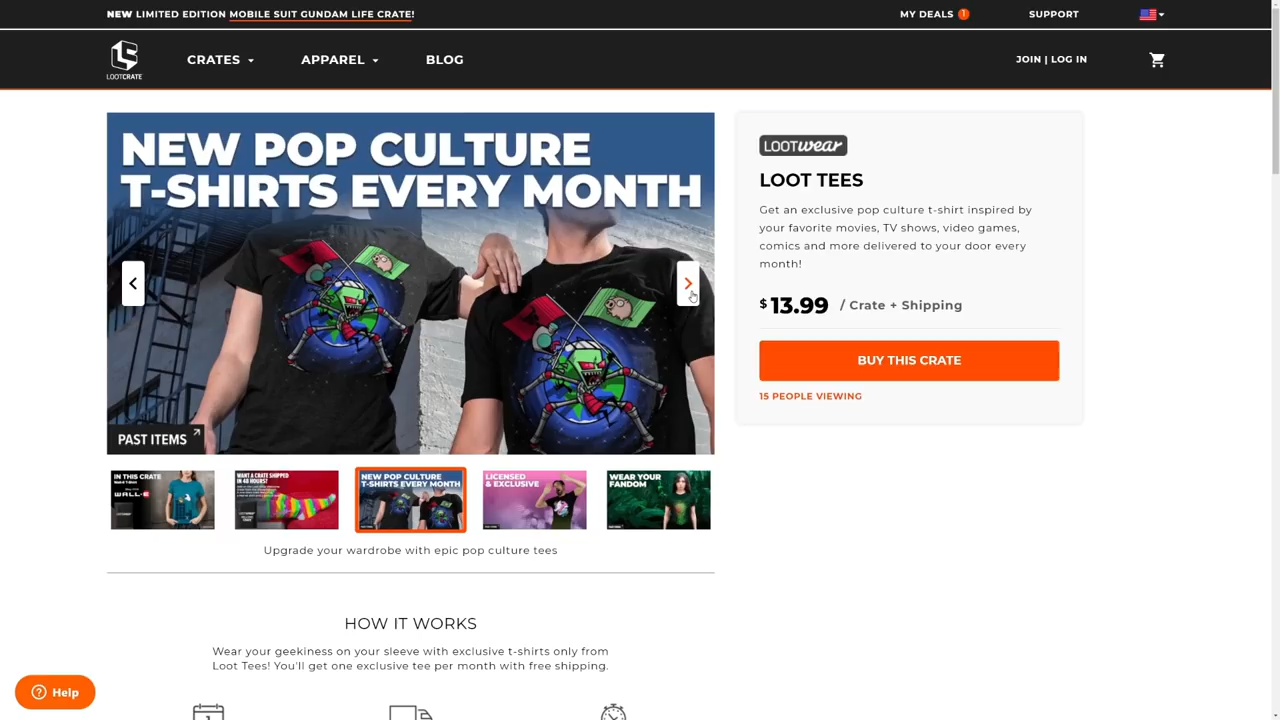 NEW LIMITED EDITION MOBILE SUIT GUNDAM LIFE CRATE!
MY DEALS 1
SUPPORT
LOOTCRATE
CRATES
APPAREL
BLOG
JOIN | LOG IN
NEW POP CULTURE
T-SHIRTS EVERY MONTH
PAST ITEMS
LOOTwear
LOOT TEES
Get an exclusive pop culture t-shirt inspired by
your favorite movies, TV shows, video games,
comics and more delivered to your door every
month!
$13.99 / Crate + Shipping
BUY THIS CRATE
15 PEOPLE VIEWING
IN THIS CRATE
WALL-E
WANT A CRATE SHIPPED
IN 48 HOURS?
NEW POP CULTURE
T-SHIRTS EVERY MONTH
LICENSED
& EXCLUSIVE
WEAR YOUR
FANDOM
Upgrade your wardrobe with epic pop culture tees
HOW IT WORKS
Wear your geekiness on your sleeve with exclusive t-shirts only from
Loot Tees! You'll get one exclusive tee per month with free shipping.
Help